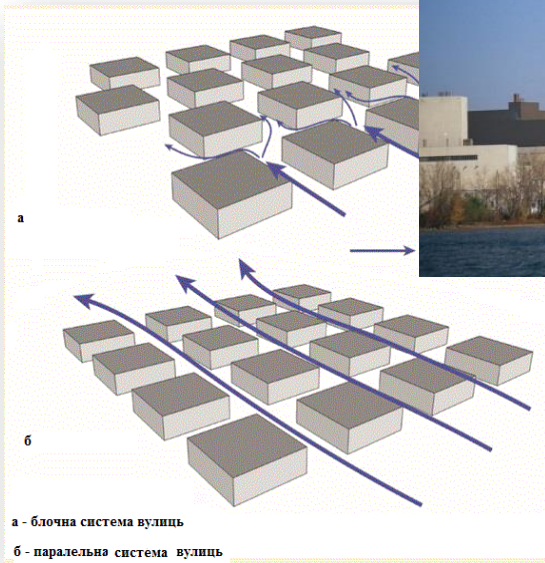 а
б
а - блочна система вулиць
б - паралельна система вулиць